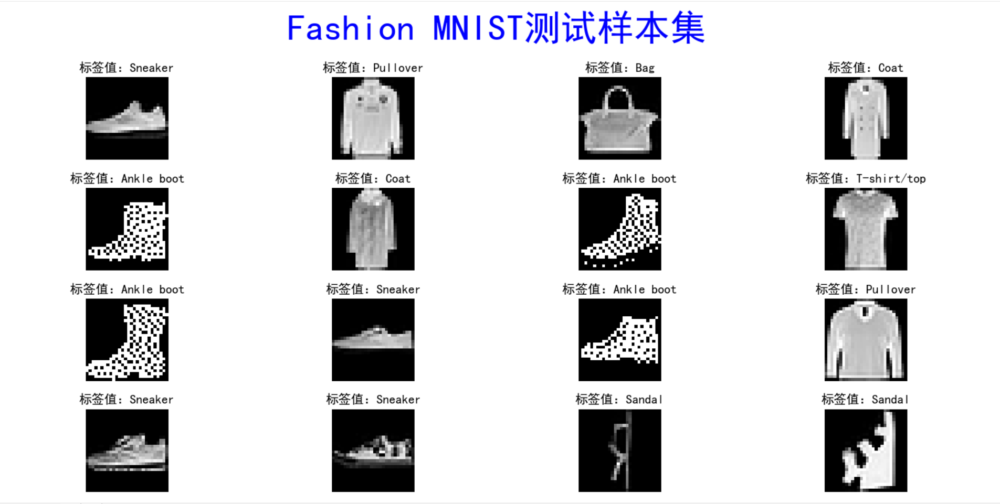 Fashion MNIST测试样本集
标签值：Sneaker
标签值：Pullover
标签值：Bag
标签值：Coat
标签值：Ankle boot
标签值：Coat
标签值：Ankle boot
标签值：T-shirt/top
标签值：Ankle boot
标签值：Sneaker
标签值：Ankle boot
标签值：Pullover
标签值：Sneaker
标签值：Sneaker
标签值：Sandal
标签值：Sandal